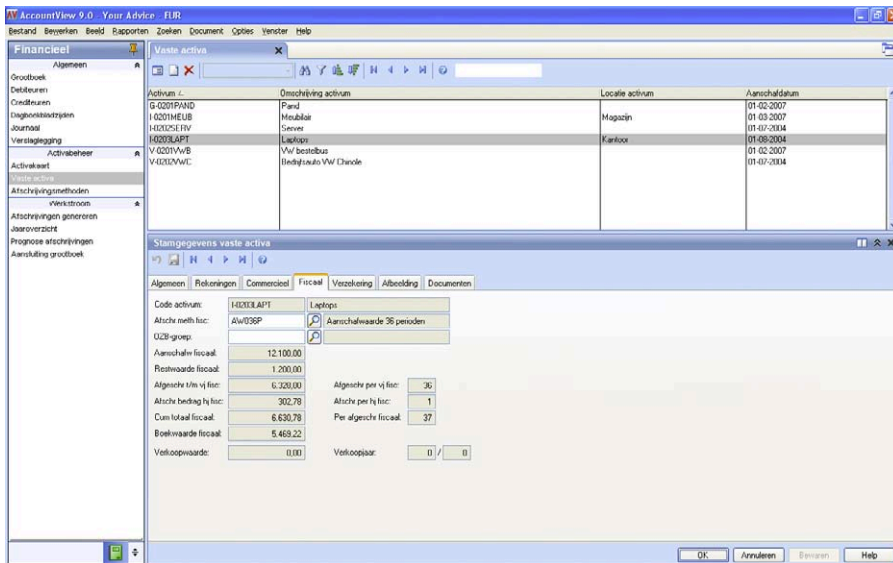 AccountView 9.0 - Your Advice - EUR
Bestand Bewerken Beeld Rapporten Zoeken Document Opties Venster Help
Financieel
Algemeen
Grootboek
Debiteuren
Crediteuren
Dagboekbladzijden
Journaal
Verslaglegging
Activabeheer
Activakaart
Vaste activa
Afschrijvingsmethoden
Werkstroom
Afschrijvingen genereren
Jaaroverzicht
Prognose afschrijvingen
Aansluiting grootboek
Vaste activa
Activum Omschrijving activum Locatie activum Aanschafdatum
G-0201PAND Pand 01-02-2007
I-0201MEUB Meubilair Magazijn 01-03-2007
I-0202SERV Server 01-07-2004
I-0203LAPT Laptops Kantoor 01-08-2004
V-0201VWB VW bestelbus 01-02-2007
V-0202VWC Bedrijfsauto VW Chinole 01-07-2004
Stamgegevens vaste activa
Algemeen Rekeningen Commercieel Fiscaal Verzekering Afbeelding Documenten
Code activum: I-0203LAPT Laptops
Afschr.meth fisc: AW036P Aanschafwaarde 36 perioden
OZB-groep:
Aanschafw fiscaal: 12.100,00
Restwaarde fiscaal: 1.200,00
Afgeschr t/m vj fisc: 6.328,00 Afgeschr per vj fisc: 36
Afschr.bedrag hj fisc: 302,78 Afschr per hj fisc: 1
Cum totaal fiscaal: 6.630,78 Per afgeschr fiscaal: 37
Boekwaarde fiscaal: 5.469,22
Verkoopwaarde: 0,00 Verkoopjaar: 0 / 0
OK Annuleren Bewaren Help